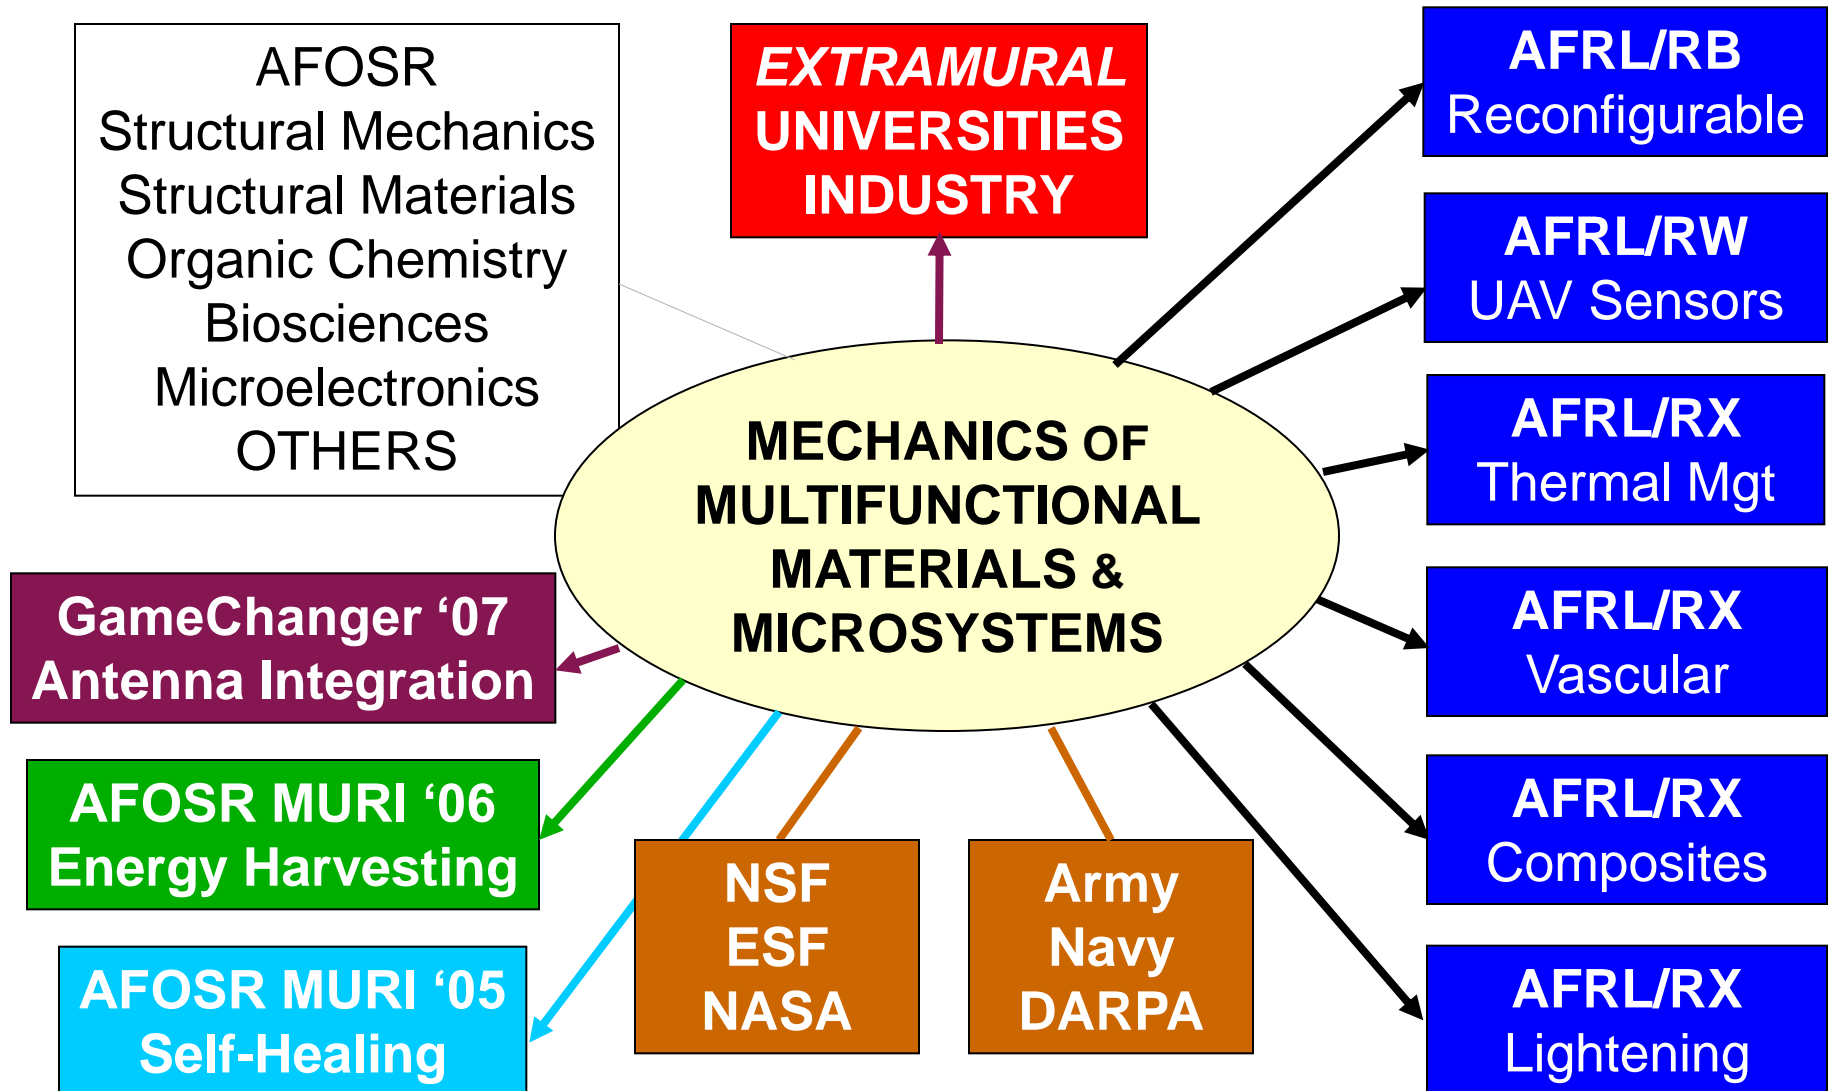 AFOSR
Structural Mechanics
Structural Materials
Organic Chemistry
Biosciences
Microelectronics
OTHERS
EXTRAMURAL
UNIVERSITIES
INDUSTRY
AFRL/RB
Reconfigurable
AFRL/RW
UAV Sensors
AFRL/RX
Thermal Mgt
AFRL/RX
Vascular
AFRL/RX
Composites
AFRL/RX
Lightening
MECHANICS OF
MULTIFUNCTIONAL
MATERIALS &
MICROSYSTEMS
GameChanger ‘07
Antenna Integration
AFOSR MURI ‘06
Energy Harvesting
AFOSR MURI ‘05
Self-Healing
NSF
ESF
NASA
Army
Navy
DARPA